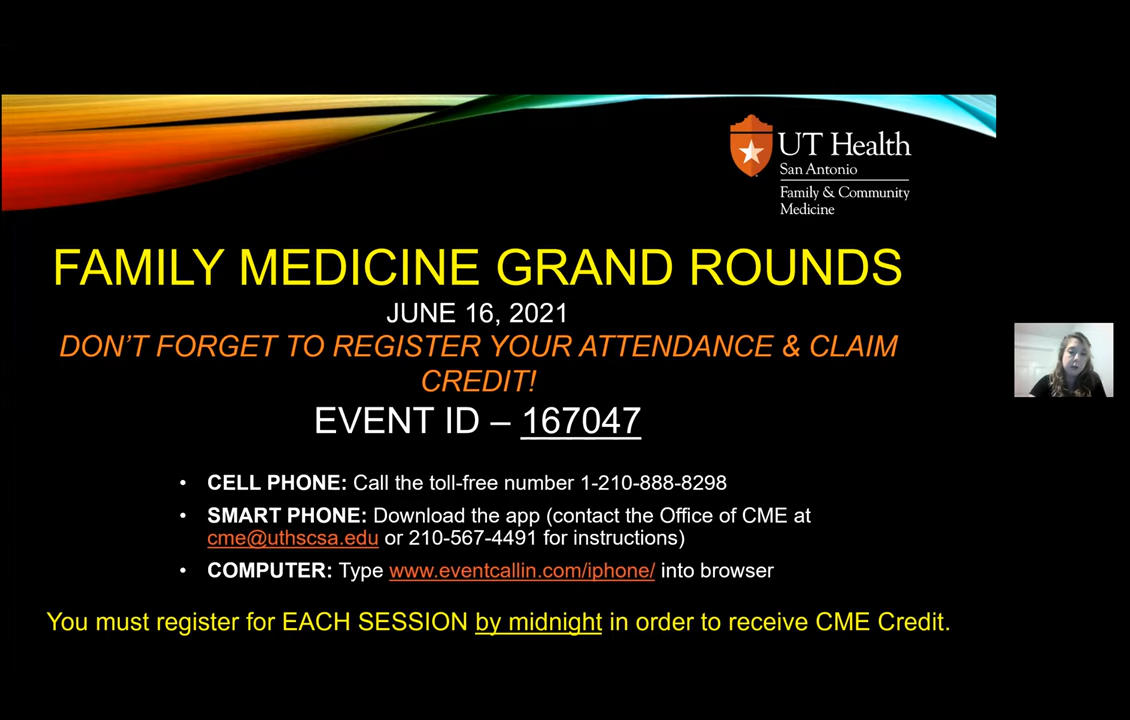 UT Health
San Antonio
Family & Community
Medicine
FAMILY MEDICINE GRAND ROUNDS
JUNE 16, 2021
DON’T FORGET TO REGISTER YOUR ATTENDANCE & CLAIM
CREDIT!
EVENT ID – 167047
• CELL PHONE: Call the toll-free number 1-210-888-8298
• SMART PHONE: Download the app (contact the Office of CME at
cme@uthscsa.edu or 210-567-4491 for instructions)
• COMPUTER: Type www.eventcallin.com/iphone/ into browser
You must register for EACH SESSION by midnight in order to receive CME Credit.